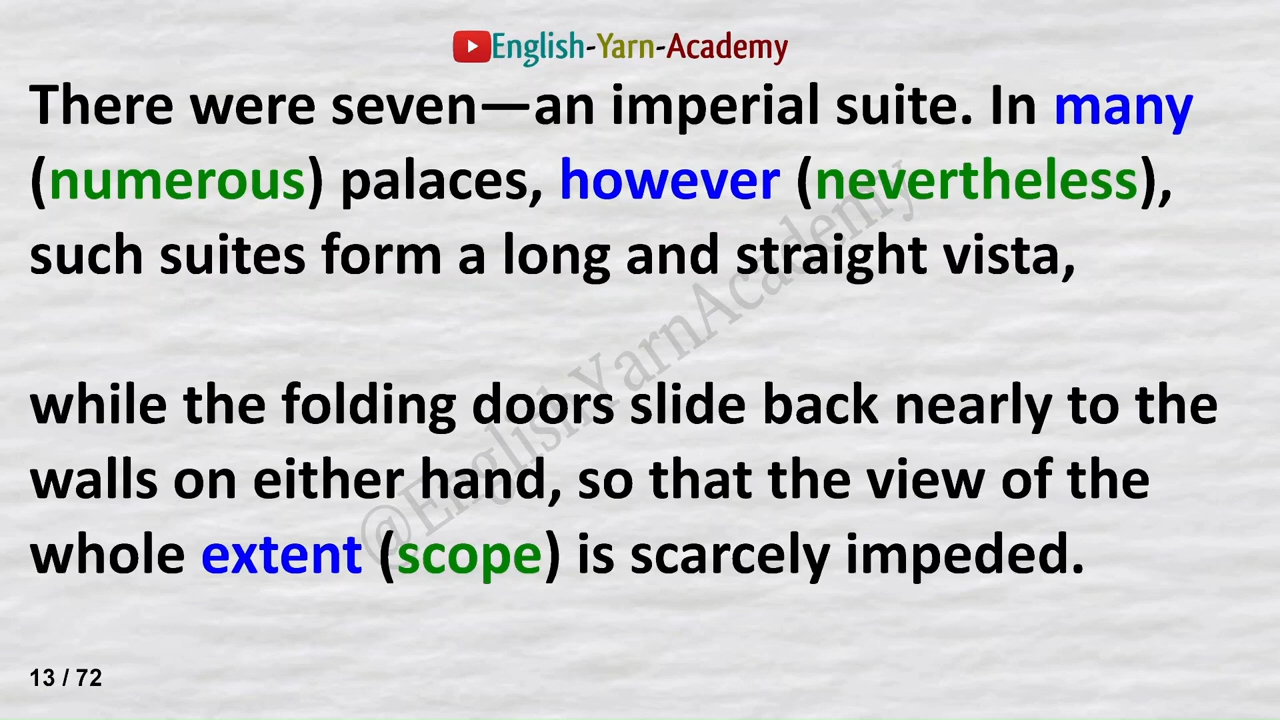 English-Yarn-Academy
There were seven—an imperial suite. In many
(numerous) palaces, however (nevertheless),
such suites form a long and straight vista,
while the folding doors slide back nearly to the
walls on either hand, so that the view of the
whole extent (scope) is scarcely impeded.
@EnglishYarnAcademy
13 / 72